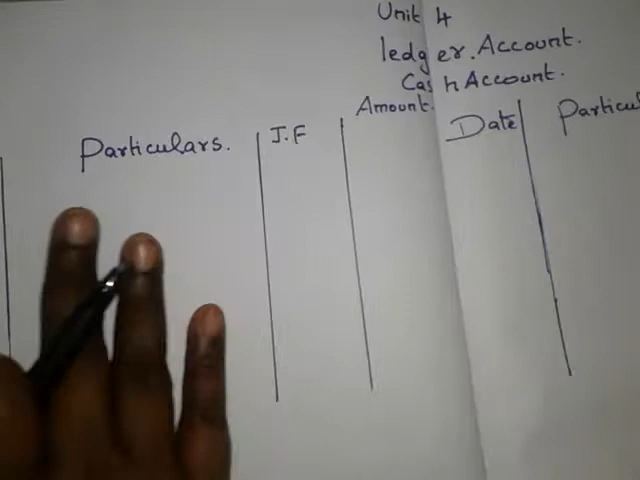 Unit 4
ledger. Account.
Cash Account.
Particulars. J.F Amount. Date